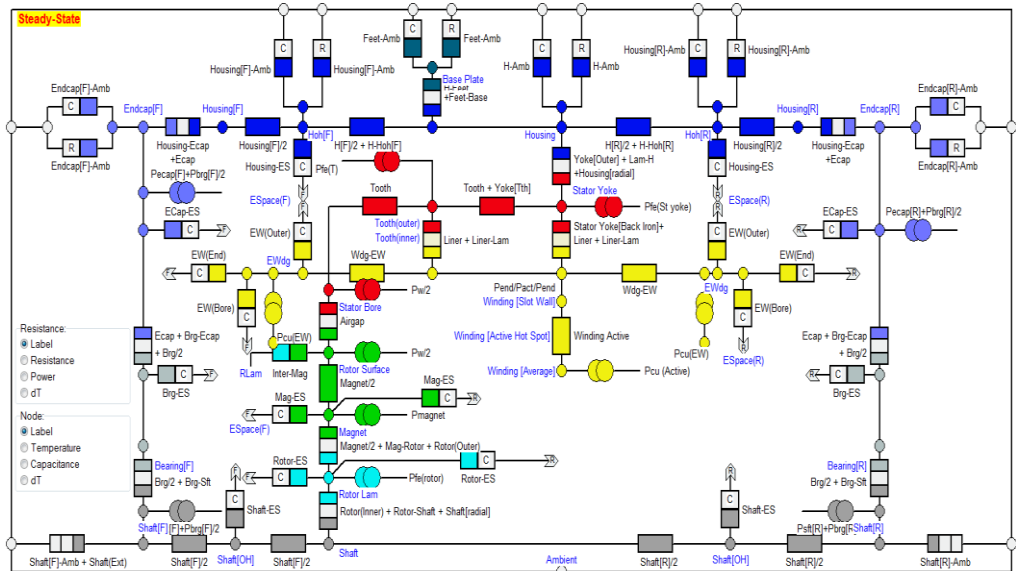 Steady-State
Feet-Amb
Feet-Amb
C
R
C
R
C
R
C
R
Housing[F]-Amb
Housing[F]-Amb
H-Amb
H-Amb
Housing[R]-Amb
Housing[R]-Amb
Base Plate
H-Feet
+Feet-Base
Endcap[F]-Amb
C
R
Endcap[F]-Amb
Endcap[F]
Housing[F]
Hoh[F]
Housing
Hoh[R]
Housing[R]
Endcap[R]
Endcap[R]-Amb
C
R
Endcap[R]-Amb
Housing-Ecap
+Ecap
Housing[F]/2
H[F]/2 + H-Hoh[F]
H[R]/2 + H-Hoh[R]
Housing[R]/2
Housing-Ecap
+Ecap
C
Housing-ES
Pfe(T)
Yoke[Outer] + Lam-H
+Housing[radial]
C
Housing-ES
Pecap[F]+Pbrg[F]/2
ESpace(F)
F
F
Tooth
Tooth + Yoke[Tth]
Stator Yoke
Pfe(St yoke)
R
R
ESpace(R)
ECap-ES
C
F
ECap-ES
R
C
Pecap[R]+Pbrg[R]/2
C
EW(Outer)
Tooth(outer)
Tooth(inner)
Liner + Liner-Lam
Stator Yoke[Back Iron]+
Liner + Liner-Lam
C
EW(Outer)
EW(End)
F
C
EWdg
Wdg-EW
Wdg-EW
EWdg
EW(End)
C
R
EW(Bore)
C
F
Pw/2
Pend/Pact/Pend
Winding [Slot Wall]
EW(Bore)
C
R
Stator Bore
Airgap
Resistance:
Label
Resistance
Power
dT
Ecap + Brg-Ecap
+ Brg/2
Pcu(EW)
RLam
Inter-Mag
Pw/2
Winding [Active Hot Spot]
Winding Active
Pcu(EW)
ESpace(R)
Ecap + Brg-Ecap
+ Brg/2
Rotor Surface
Magnet/2
Winding [Average]
Pcu (Active)
C
F
Brg-ES
R
C
Brg-ES
Mag-ES
F
C
Mag-ES
C
R
Pmagnet
ESpace(F)
Node:
Label
Temperature
Capacitance
dT
Magnet
Magnet/2 + Mag-Rotor + Rotor(Outer)
Bearing[F]
Brg/2 + Brg-Sft
Rotor-ES
F
C
Pfe(rotor)
C
R
Rotor-ES
Bearing[R]
Brg/2 + Brg-Sft
F
C
Shaft-ES
Rotor Lam
Rotor(Inner) + Rotor-Shaft + Shaft[radial]
R
C
Shaft-ES
Shaft[F]
[F]+Pbrg[F]/2
Shaft[R]
Shaft[F]-Amb + Shaft(Ext)
Shaft[F]/2
Shaft[OH]
Shaft[F]/2
Shaft
Ambient
Shaft[R]/2
Shaft[OH]
Shaft[R]/2
Shaft[R]-Amb